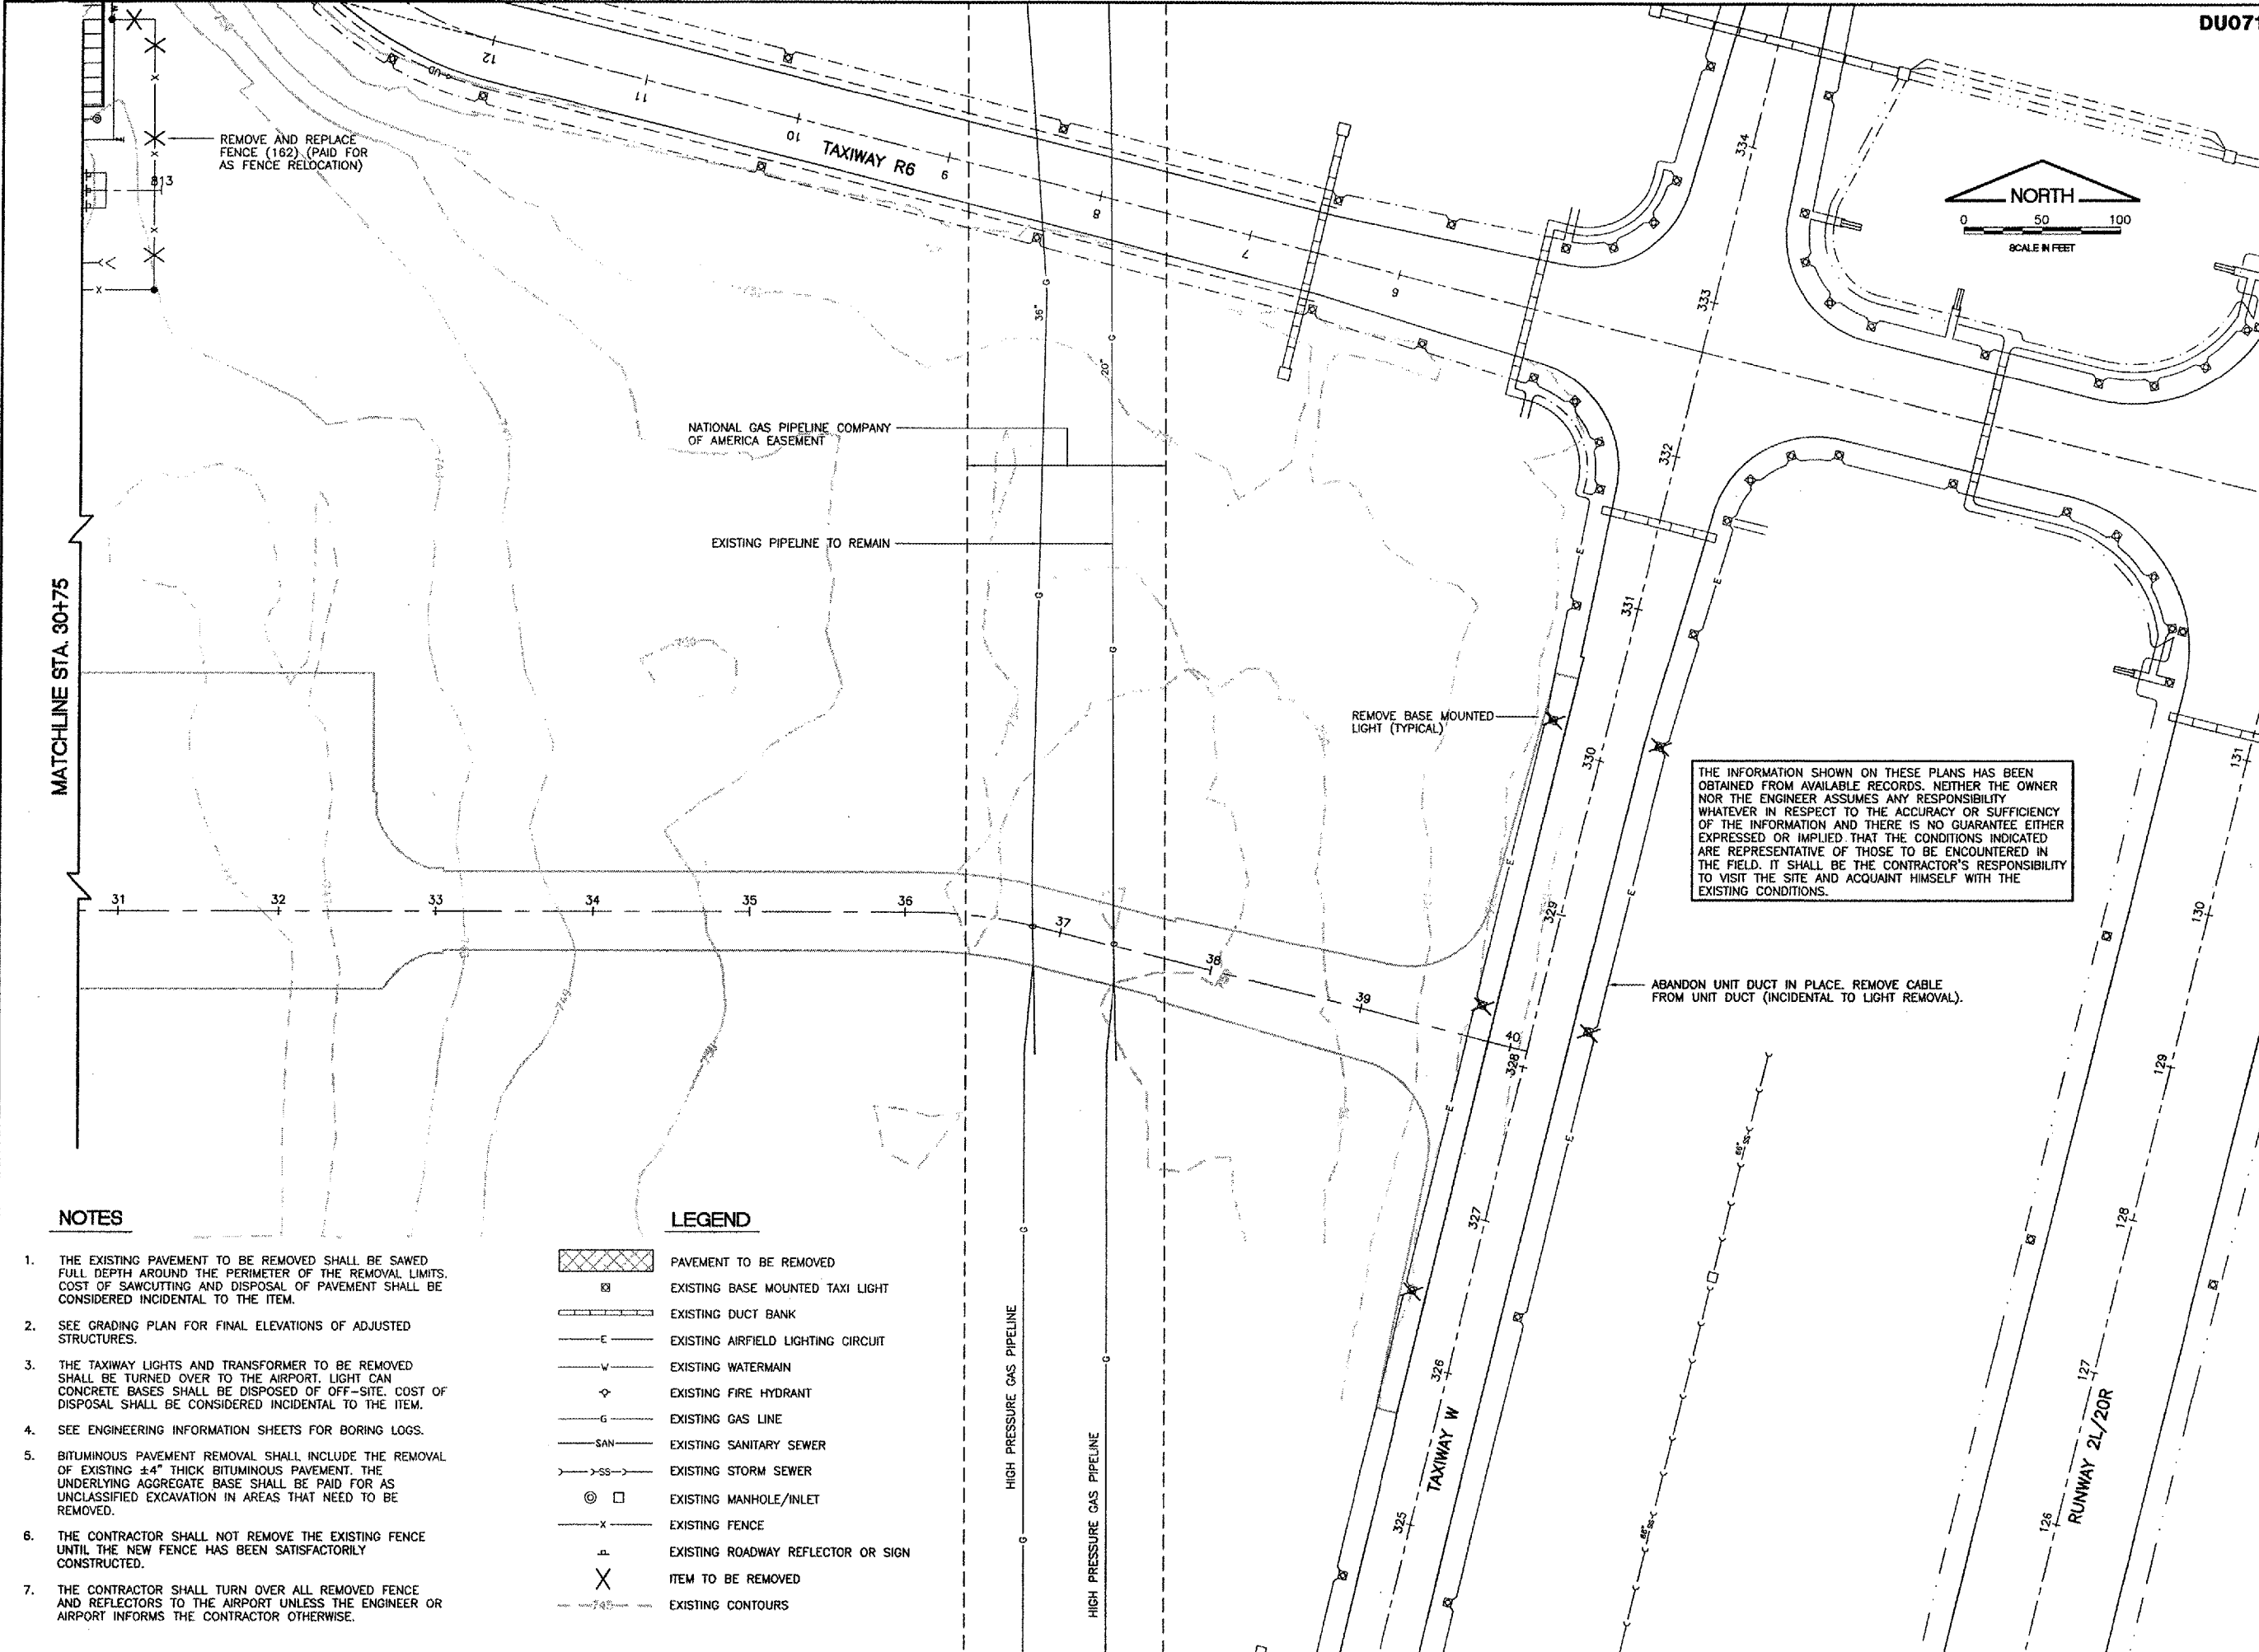 DU071
REMOVE AND REPLACE
FENCE (162) (PAID FOR
AS FENCE RELOCATION)
813
UD
12
11
10
TAXIWAY R6
9
8
7
6
334
333
332
331
330
329
328
327
326
325
NORTH
0 50 100
SCALE IN FEET
36"
20"
G
NATIONAL GAS PIPELINE COMPANY
OF AMERICA EASEMENT
EXISTING PIPELINE TO REMAIN
MATCHLINE STA. 30+75
REMOVE BASE MOUNTED
LIGHT (TYPICAL)
THE INFORMATION SHOWN ON THESE PLANS HAS BEEN
OBTAINED FROM AVAILABLE RECORDS. NEITHER THE OWNER
NOR THE ENGINEER ASSUMES ANY RESPONSIBILITY
WHATEVER IN RESPECT TO THE ACCURACY OR SUFFICIENCY
OF THE INFORMATION AND THERE IS NO GUARANTEE EITHER
EXPRESSED OR IMPLIED THAT THE CONDITIONS INDICATED
ARE REPRESENTATIVE OF THOSE TO BE ENCOUNTERED IN
THE FIELD. IT SHALL BE THE CONTRACTOR'S RESPONSIBILITY
TO VISIT THE SITE AND ACQUAINT HIMSELF WITH THE
EXISTING CONDITIONS.
31 32 33 34 35 36 37 38 39 40
749
ABANDON UNIT DUCT IN PLACE. REMOVE CABLE
FROM UNIT DUCT (INCIDENTAL TO LIGHT REMOVAL).
131
130
129
128
127
126
RUNWAY 2L/20R
TAXIWAY W
66" SS
66" SS
HIGH PRESSURE GAS PIPELINE
HIGH PRESSURE GAS PIPELINE
NOTES
1. THE EXISTING PAVEMENT TO BE REMOVED SHALL BE SAWED
FULL DEPTH AROUND THE PERIMETER OF THE REMOVAL LIMITS.
COST OF SAWCUTTING AND DISPOSAL OF PAVEMENT SHALL BE
CONSIDERED INCIDENTAL TO THE ITEM.
2. SEE GRADING PLAN FOR FINAL ELEVATIONS OF ADJUSTED
STRUCTURES.
3. THE TAXIWAY LIGHTS AND TRANSFORMER TO BE REMOVED
SHALL BE TURNED OVER TO THE AIRPORT. LIGHT CAN
CONCRETE BASES SHALL BE DISPOSED OF OFF-SITE. COST OF
DISPOSAL SHALL BE CONSIDERED INCIDENTAL TO THE ITEM.
4. SEE ENGINEERING INFORMATION SHEETS FOR BORING LOGS.
5. BITUMINOUS PAVEMENT REMOVAL SHALL INCLUDE THE REMOVAL
OF EXISTING ±4" THICK BITUMINOUS PAVEMENT. THE
UNDERLYING AGGREGATE BASE SHALL BE PAID FOR AS
UNCLASSIFIED EXCAVATION IN AREAS THAT NEED TO BE
REMOVED.
6. THE CONTRACTOR SHALL NOT REMOVE THE EXISTING FENCE
UNTIL THE NEW FENCE HAS BEEN SATISFACTORILY
CONSTRUCTED.
7. THE CONTRACTOR SHALL TURN OVER ALL REMOVED FENCE
AND REFLECTORS TO THE AIRPORT UNLESS THE ENGINEER OR
AIRPORT INFORMS THE CONTRACTOR OTHERWISE.
LEGEND
PAVEMENT TO BE REMOVED
EXISTING BASE MOUNTED TAXI LIGHT
EXISTING DUCT BANK
E EXISTING AIRFIELD LIGHTING CIRCUIT
W EXISTING WATERMAIN
EXISTING FIRE HYDRANT
G EXISTING GAS LINE
SAN EXISTING SANITARY SEWER
SS EXISTING STORM SEWER
EXISTING MANHOLE/INLET
X EXISTING FENCE
EXISTING ROADWAY REFLECTOR OR SIGN
X ITEM TO BE REMOVED
749 EXISTING CONTOURS